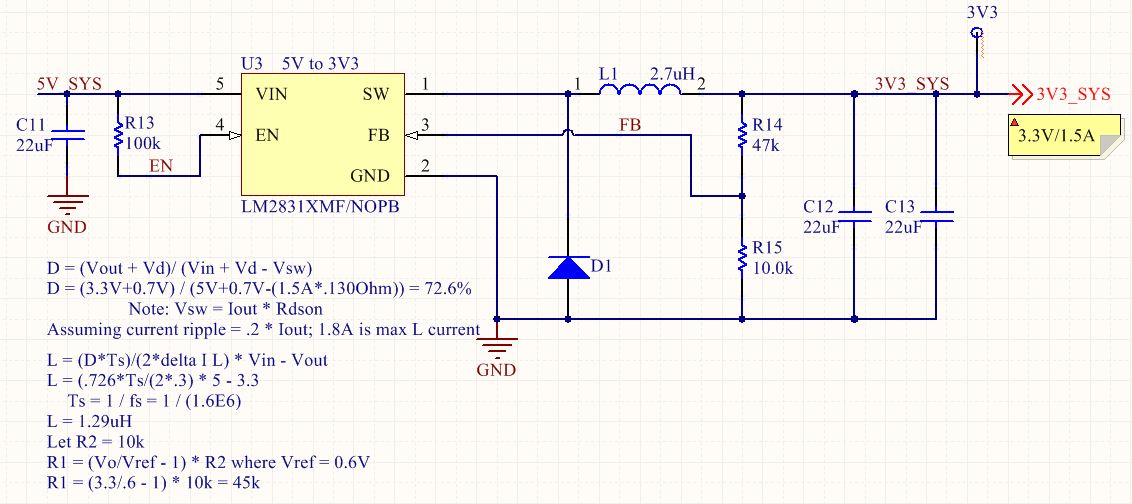 3V3
U3 5V to 3V3
5V_SYS
5
VIN
SW
1
1
L1
2.7uH
2
3V3_SYS
3V3_SYS
C11
22uF
R13
100k
4
EN
FB
3
FB
R14
47k
3.3V/1.5A
EN
GND
2
GND
LM2831XMF/NOPB
C12
22uF
C13
22uF
R15
10.0k
D1
D = (Vout + Vd)/ (Vin + Vd - Vsw)
D = (3.3V+0.7V) / (5V+0.7V-(1.5A*.130Ohm)) = 72.6%
Note: Vsw = Iout * Rdson
Assuming current ripple = .2 * Iout; 1.8A is max L current
GND
L = (D*Ts)/(2*delta I L) * Vin - Vout
L = (.726*Ts/(2*.3) * 5 - 3.3
Ts = 1 / fs = 1 / (1.6E6)
L = 1.29uH
Let R2 = 10k
R1 = (Vo/Vref - 1) * R2 where Vref = 0.6V
R1 = (3.3/.6 - 1) * 10k = 45k